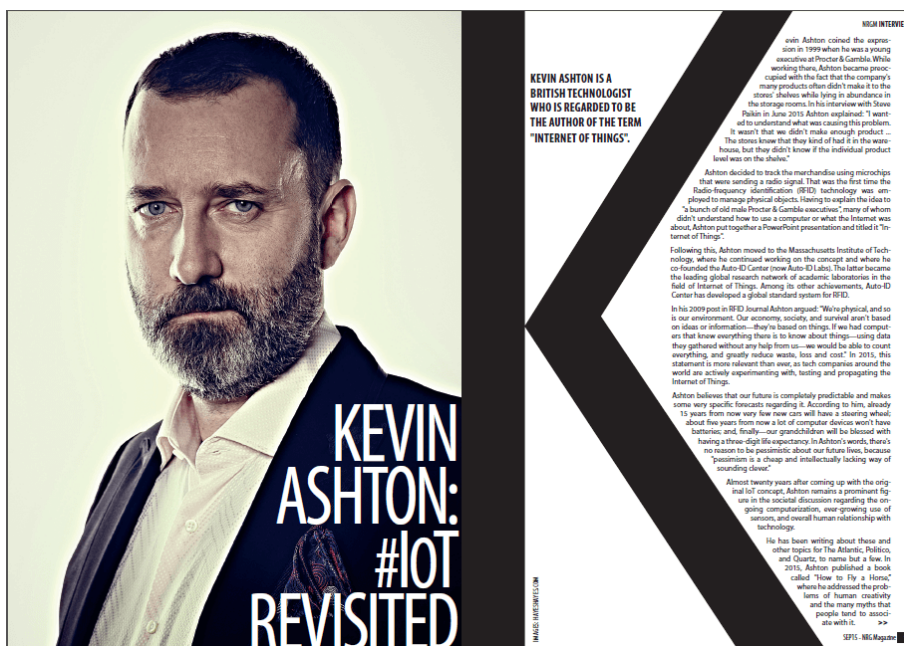 KEVIN
ASHTON:
#IoT
REVISITED
KEVIN ASHTON IS A
BRITISH TECHNOLOGIST
WHO IS REGARDED TO BE
THE AUTHOR OF THE TERM
"INTERNET OF THINGS".
IMAGES: HAYESHAYES.COM
NRGM INTERVIE
K
evin Ashton coined the expres-
sion in 1999 when he was a young
executive at Procter & Gamble. While
working there, Ashton became preoc-
cupied with the fact that the company's
many products often didn't make it to the
stores' shelves while lying in abundance in
the storage rooms. In his interview with Steve
Paikin in June 2015 Ashton explained: "I want-
ed to understand what was causing this problem.
It wasn't that we didn't make enough product ...
The stores knew that they kind of had it in the ware-
house, but they didn't know if the individual product
level was on the shelve."
Ashton decided to track the merchandise using microchips
that were sending a radio signal. That was the first time the
Radio-frequency identification (RFID) technology was em-
ployed to manage physical objects. Having to explain the idea to
"a bunch of old male Procter & Gamble executives", many of whom
didn't understand how to use a computer or what the Internet was
about, Ashton put together a PowerPoint presentation and titled it "In-
ternet of Things".
Following this, Ashton moved to the Massachusetts Institute of Tech-
nology, where he continued working on the concept and where he
co-founded the Auto-ID Center (now Auto-ID Labs). The latter became
the leading global research network of academic laboratories in the
field of Internet of Things. Among its other achievements, Auto-ID
Center has developed a global standard system for RFID.
In his 2009 post in RFID Journal Ashton argued: "We're physical, and so
is our environment. Our economy, society, and survival aren't based
on ideas or information—they're based on things. If we had comput-
ers that knew everything there is to know about things—using data
they gathered without any help from us—we would be able to count
everything, and greatly reduce waste, loss and cost." In 2015, this
statement is more relevant than ever, as tech companies around the
world are actively experimenting with, testing and propagating the
Internet of Things.
Ashton believes that our future is completely predictable and makes
some very specific forecasts regarding it. According to him, already
15 years from now very few new cars will have a steering wheel;
about five years from now a lot of computer devices won't have
batteries; and, finally—our grandchildren will be blessed with
having a three-digit life expectancy. In Ashton's words, there's
no reason to be pessimistic about our future lives, because
"pessimism is a cheap and intellectually lacking way of
sounding clever."
Almost twenty years after coming up with the orig-
inal IoT concept, Ashton remains a prominent fig-
ure in the societal discussion regarding the on-
going computerization, ever-growing use of
sensors, and overall human relationship with
technology.
He has been writing about these and
other topics for The Atlantic, Politico,
and Quartz, to name but a few. In
2015, Ashton published a book
called "How to Fly a Horse,"
where he addressed the prob-
lems of human creativity
and the many myths that
people tend to associ-
ate with it. >>
SEP15 - NRG Magazine